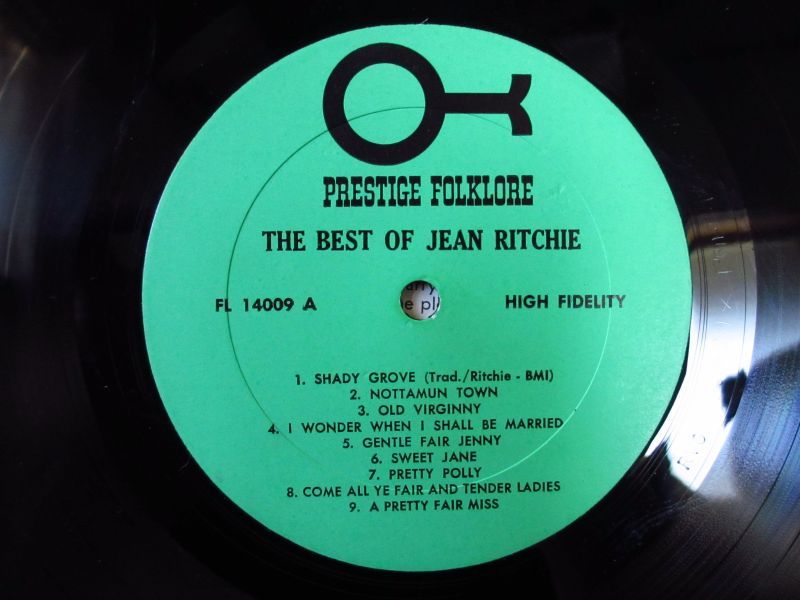 PRESTIGE FOLKLORE
THE BEST OF JEAN RITCHIE
FL 14009 A
HIGH FIDELITY
1. SHADY GROVE (Trad./Ritchie - BMI)
2. NOTTAMUN TOWN
3. OLD VIRGINNY
4. I WONDER WHEN I SHALL BE MARRIED
5. GENTLE FAIR JENNY
6. SWEET JANE
7. PRETTY POLLY
8. COME ALL YE FAIR AND TENDER LADIES
9. A PRETTY FAIR MISS